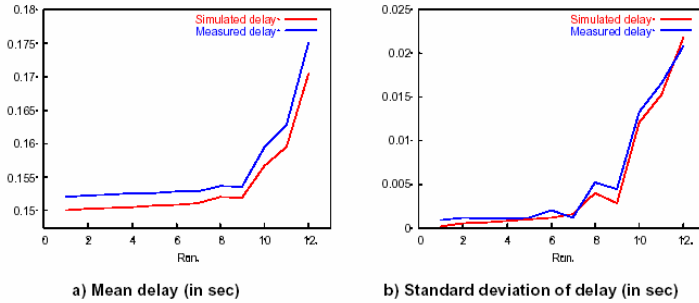 0.18
0.175
0.17
0.165
0.16
0.155
0.15
0 2 4 6 8 10 12.
Ran.
Simulated delay
Measured delay
a) Mean delay (in sec)
0.025
0.02
0.015
0.01
0.005
0
0 2 4 6 8 10 12.
Ran.
Simulated delay
Measured delay
b) Standard deviation of delay (in sec)